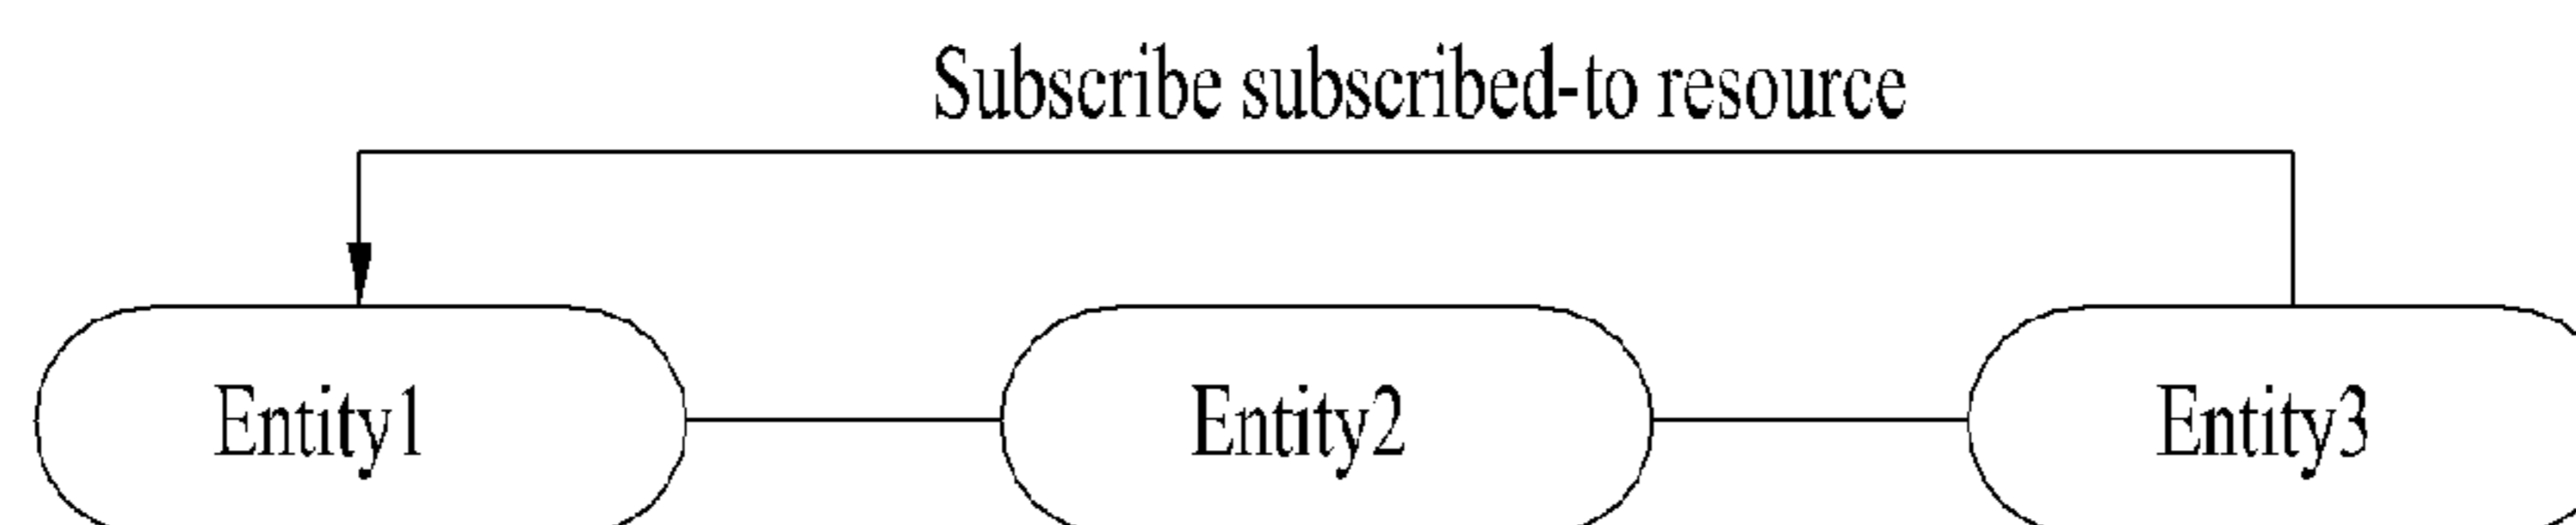 Subscribe subscribed-to resource
Entity1 Entity2 Entity3